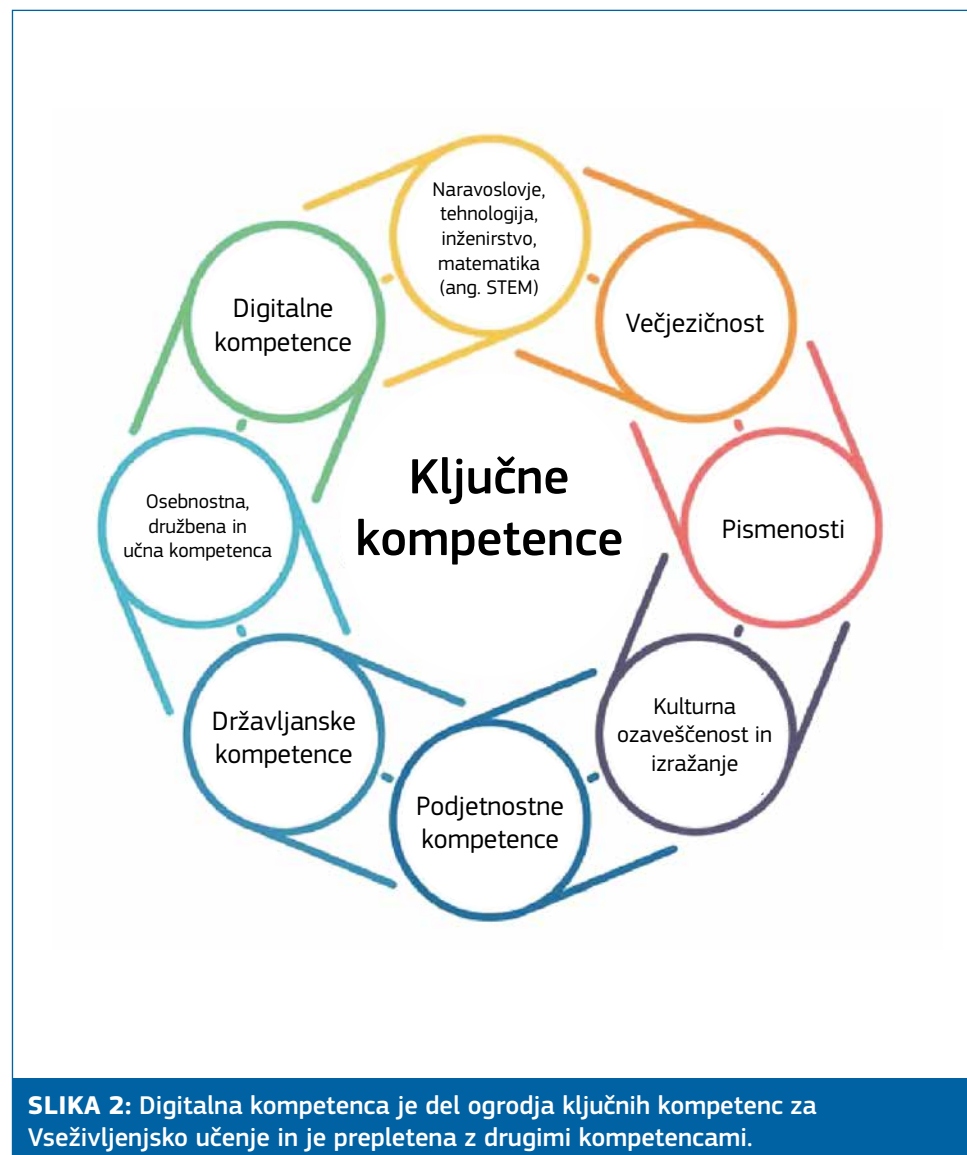 Naravoslovje,
tehnologija,
inženirstvo,
matematika
(ang. STEM)
Digitalne
kompetence
Večjezičnost
Ključne
kompetence
Osebnostna,
družbena in
učna kompetenca
Pismenosti
Državljanske
kompetence
Kulturna
ozaveščenost in
izražanje
Podjetnostne
kompetence
SLIKA 2: Digitalna kompetenca je del ogrodja ključnih kompetenc za
Vseživljenjsko učenje in je prepletena z drugimi kompetencami.